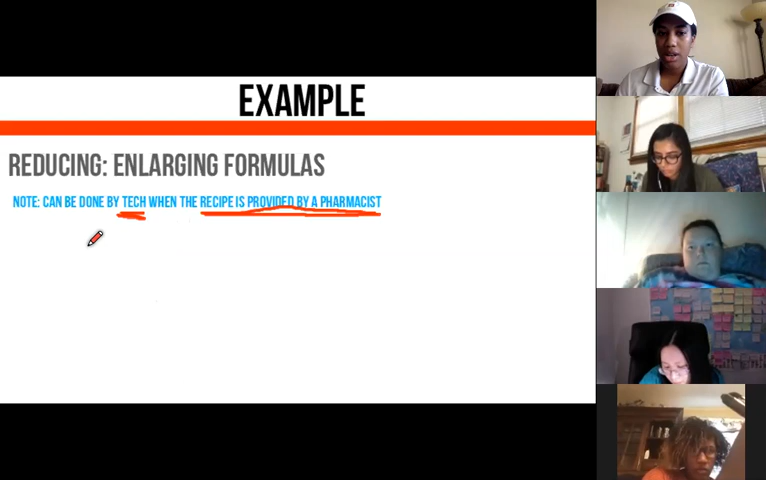 EXAMPLE
REDUCING: ENLARGING FORMULAS
NOTE: CAN BE DONE BY TECH WHEN THE RECIPE IS PROVIDED BY A PHARMACIST